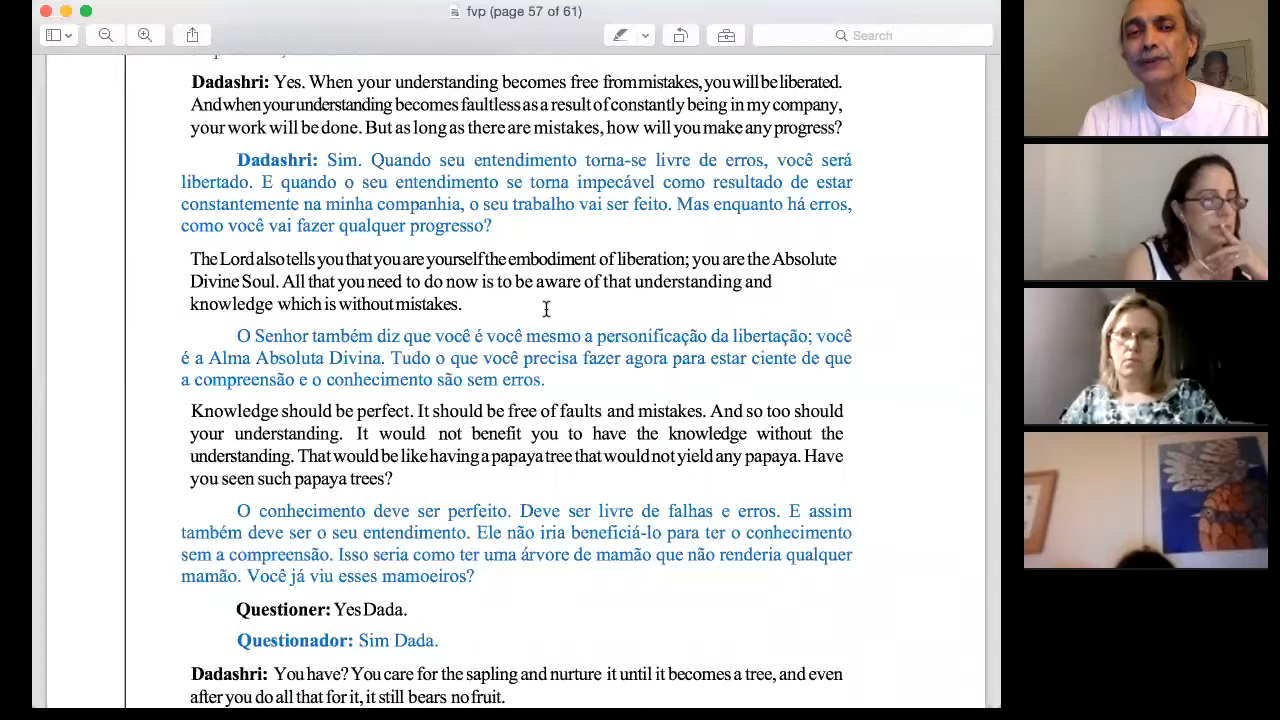 fvp (page 57 of 61)
Search
Dadashri: Yes. When your understanding becomes free from mistakes, you will be liberated.
And when your understanding becomes faultless as a result of constantly being in my company,
your work will be done. But as long as there are mistakes, how will you make any progress?
Dadashri: Sim. Quando seu entendimento torna-se livre de erros, você será
libertado. E quando o seu entendimento se torna impecável como resultado de estar
constantemente na minha companhia, o seu trabalho vai ser feito. Mas enquanto há erros,
como você vai fazer qualquer progresso?
The Lord also tells you that you are yourself the embodiment of liberation; you are the Absolute
Divine Soul. All that you need to do now is to be aware of that understanding and
knowledge which is without mistakes.
O Senhor também diz que você é você mesmo a personificação da libertação; você
é a Alma Absoluta Divina. Tudo o que você precisa fazer agora para estar ciente de que
a compreensão e o conhecimento são sem erros.
Knowledge should be perfect. It should be free of faults and mistakes. And so too should
your understanding. It would not benefit you to have the knowledge without the
understanding. That would be like having a papaya tree that would not yield any papaya. Have
you seen such papaya trees?
O conhecimento deve ser perfeito. Deve ser livre de falhas e erros. E assim
também deve ser o seu entendimento. Ele não iria beneficiá-lo para ter o conhecimento
sem a compreensão. Isso seria como ter uma árvore de mamão que não renderia qualquer
mamão. Você já viu esses mamoeiros?
Questioner: Yes Dada.
Questionador: Sim Dada.
Dadashri: You have? You care for the sapling and nurture it until it becomes a tree, and even
after you do all that for it, it still bears no fruit.